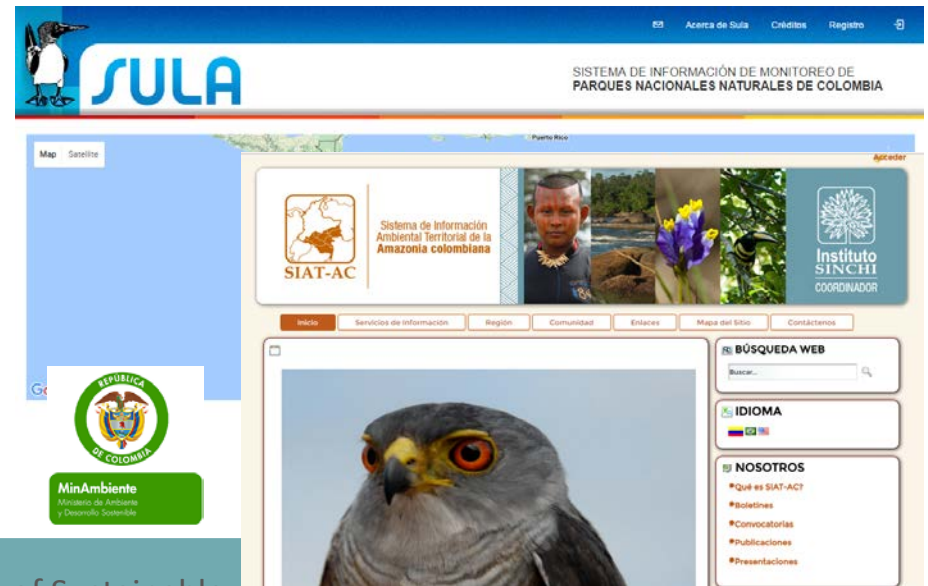 Acerca de Sula Créditos Registro
SULA
SISTEMA DE INFORMACIÓN DE MONITOREO DE
PARQUES NACIONALES NATURALES DE COLOMBIA
Map Satellite
Puerto Rico
Acceder
SIAT-AC
Sistema de Información
Ambiental Territorial de la
Amazonia colombiana
Instituto
SINCHI
COORDINADOR
Inicio Servicios de Información Región Comunidad Enlaces Mapa del Sitio Contáctenos
BÚSQUEDA WEB
Buscar...
IDIOMA
NOSOTROS
Qué es SIAT-AC?
Boletines
Convocatorias
Publicaciones
Presentaciones
REPÚBLICA
DE COLOMBIA
MinAmbiente
Ministerio de Ambiente
y Desarrollo Sostenible